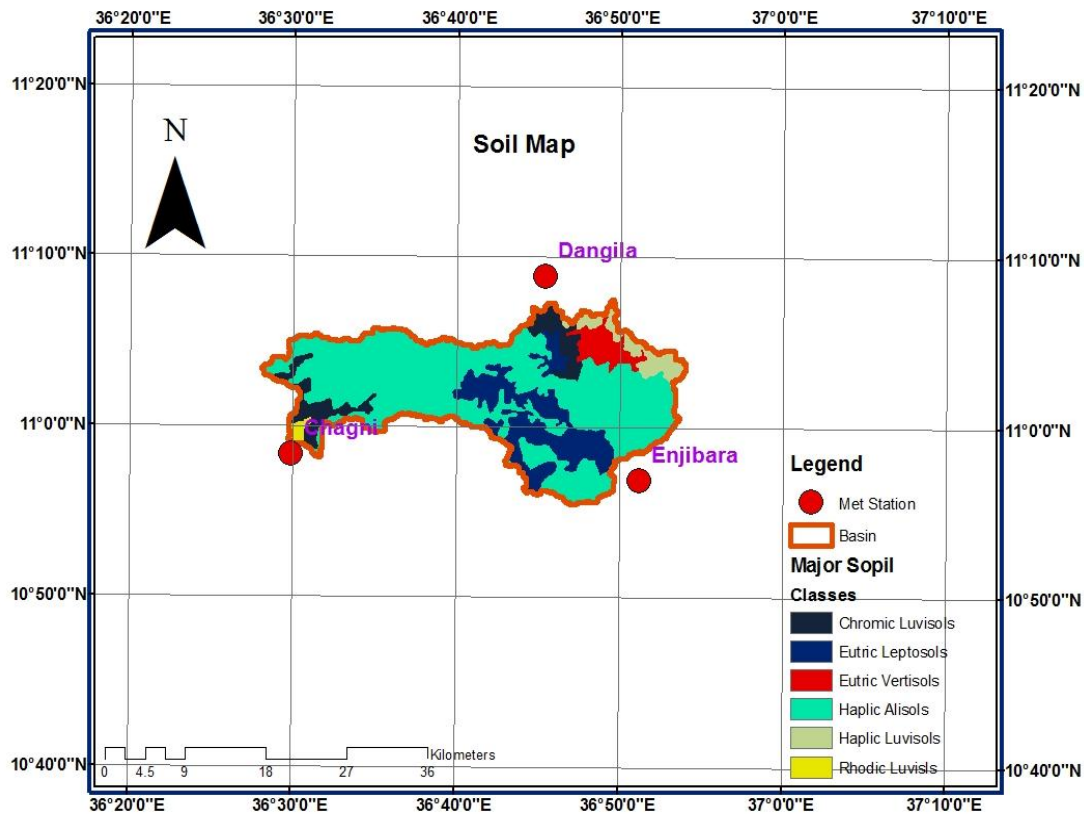 36°20'0"E 36°30'0"E 36°40'0"E 36°50'0"E 37°0'0"E 37°10'0"E
11°20'0"N 11°20'0"N
N
Soil Map
11°10'0"N 11°10'0"N
Dangila
11°0'0"N 11°0'0"N
Chagni
Enjibara
Legend
Met Station
Basin
Major Sopil
Classes
10°50'0"N 10°50'0"N
Chromic Luvisols
Eutric Leptosols
Eutric Vertisols
Haplic Alisols
Haplic Luvisols
Rhodic Luvisls
Kilometers
0 4.5 9 18 27 36
10°40'0"N 10°40'0"N
36°20'0"E 36°30'0"E 36°40'0"E 36°50'0"E 37°0'0"E 37°10'0"E